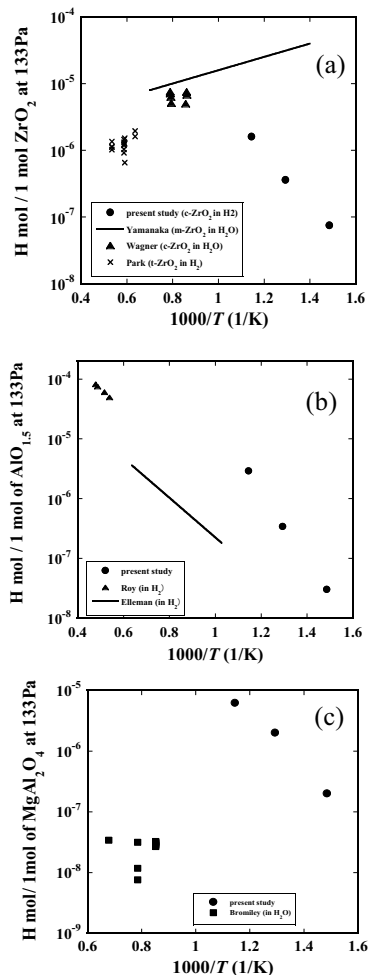 10⁻⁴
(a)
10⁻⁵
10⁻⁶
10⁻⁷
10⁻⁸
H mol / 1 mol ZrO₂ at 133Pa
present study (c-ZrO₂ in H2)
Yamanaka (m-ZrO₂ in H₂O)
Wagner (c-ZrO₂ in H₂O)
Park (t-ZrO₂ in H₂)
0.4 0.6 0.8 1 1.2 1.4 1.6
1000/T (1/K)
10⁻⁴
(b)
10⁻⁵
10⁻⁶
10⁻⁷
10⁻⁸
H mol / 1 mol of AlO₁.₅ at 133Pa
present study
Roy (in H₂)
Elleman (in H₂)
0.4 0.6 0.8 1 1.2 1.4 1.6
1000/T (1/K)
10⁻⁵
(c)
10⁻⁶
10⁻⁷
10⁻⁸
10⁻⁹
H mol/ 1mol of MgAl₂O₄ at 133Pa
present study
Bromiley (in H₂O)
0.6 0.8 1 1.2 1.4 1.6
1000/T (1/K)